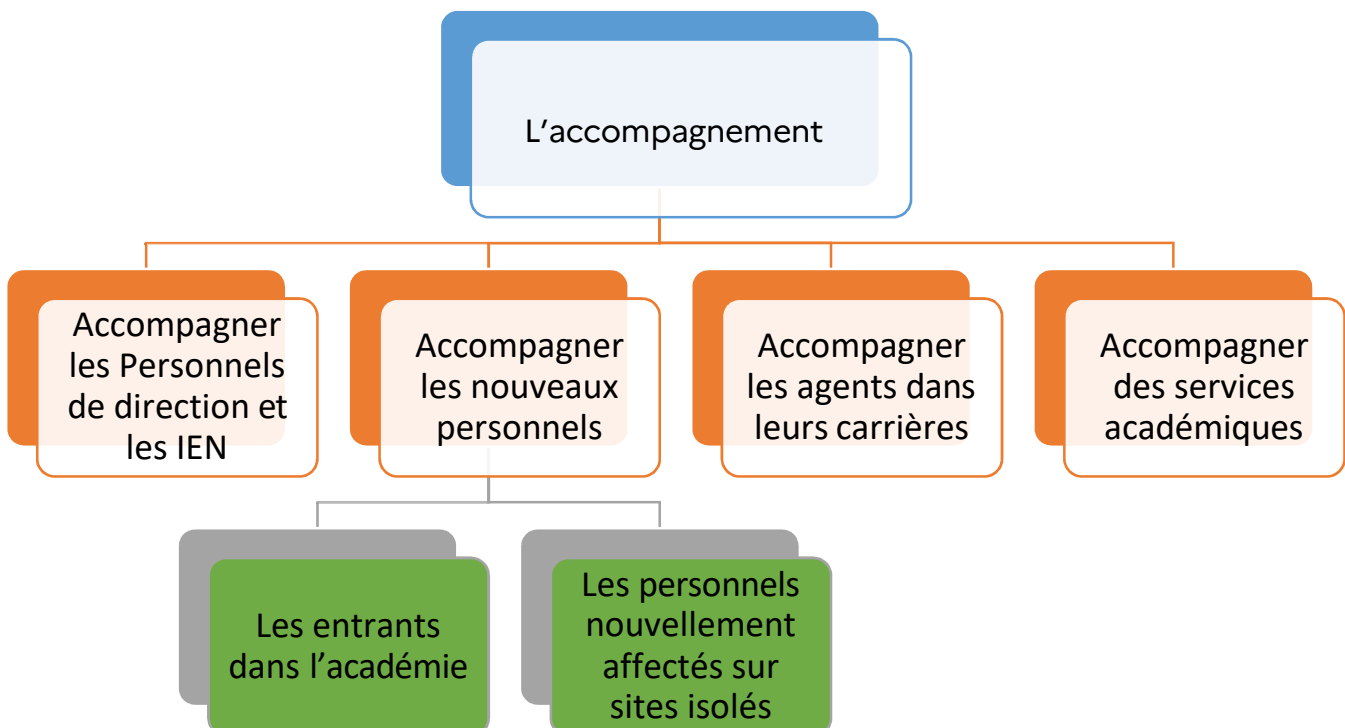 L’accompagnement
Accompagner
les Personnels
de direction et
les IEN
Accompagner
les nouveaux
personnels
Accompagner
les agents dans
leurs carrières
Accompagner
des services
académiques
Les entrants
dans l’académie
Les personnels
nouvellement
affectés sur
sites isolés